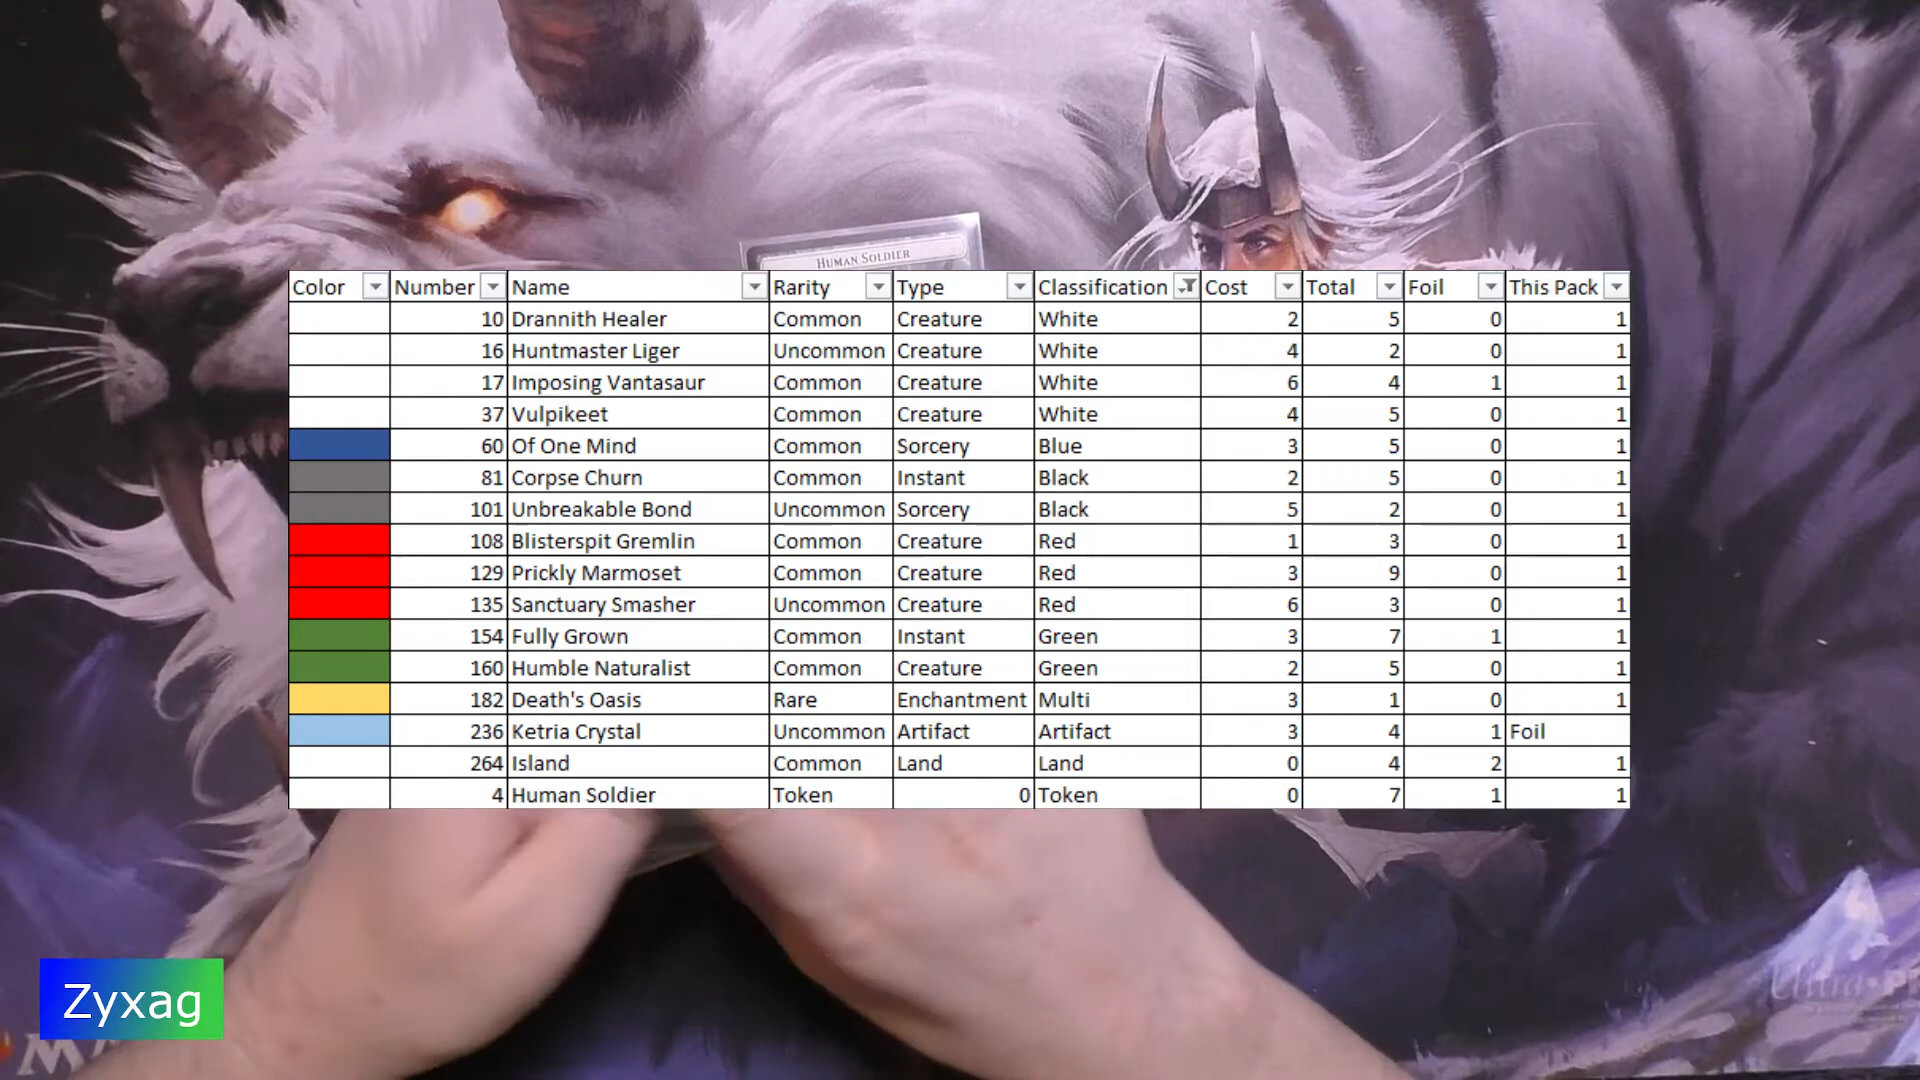 HUMAN SOLDIER
Color Number Name Rarity Type Classification Cost Total Foil This Pack
10 Drannith Healer Common Creature White 2 5 0 1
16 Huntmaster Liger Uncommon Creature White 4 2 0 1
17 Imposing Vantasaur Common Creature White 6 4 1 1
37 Vulpikeet Common Creature White 4 5 0 1
60 Of One Mind Common Sorcery Blue 3 5 0 1
81 Corpse Churn Common Instant Black 2 5 0 1
101 Unbreakable Bond Uncommon Sorcery Black 5 2 0 1
108 Blisterspit Gremlin Common Creature Red 1 3 0 1
129 Prickly Marmoset Common Creature Red 3 9 0 1
135 Sanctuary Smasher Uncommon Creature Red 6 3 0 1
154 Fully Grown Common Instant Green 3 7 1 1
160 Humble Naturalist Common Creature Green 2 5 0 1
182 Death's Oasis Rare Enchantment Multi 3 1 0 1
236 Ketria Crystal Uncommon Artifact Artifact 3 4 1 Foil
264 Island Common Land Land 0 4 2 1
4 Human Soldier Token 0 Token 0 7 1 1
Zyxag